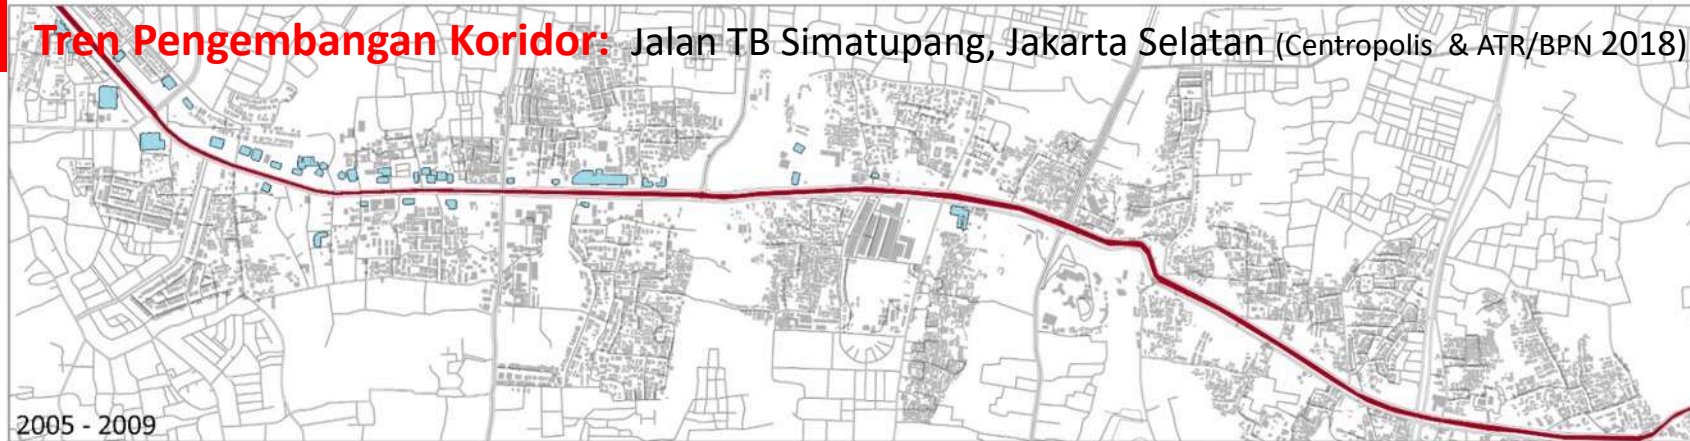 Tren Pengembangan Koridor: Jalan TB Simatupang, Jakarta Selatan (Centropolis & ATR/BPN 2018)
2005 - 2009